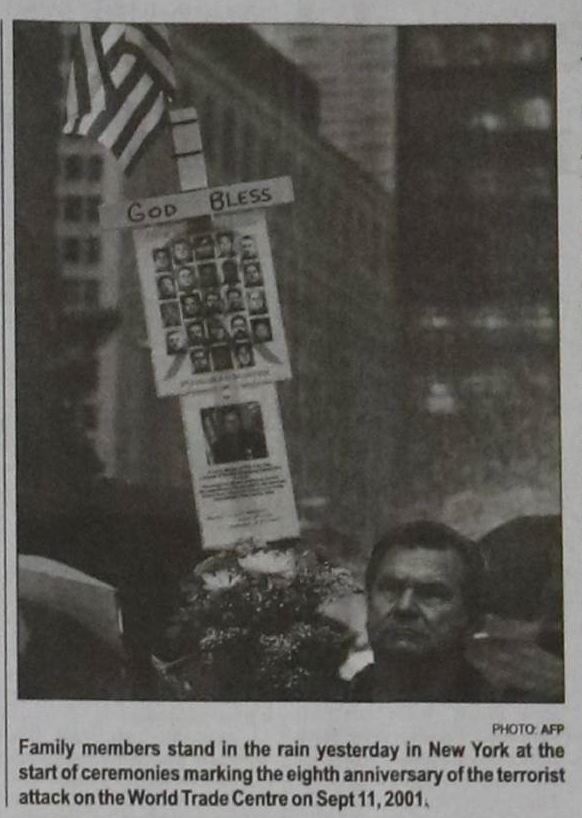 GOD BLESS
PHOTO: AFP
Family members stand in the rain yesterday in New York at the
start of ceremonies marking the eighth anniversary of the terrorist
attack on the World Trade Centre on Sept 11, 2001.